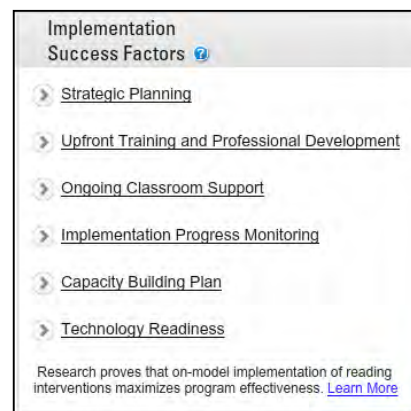 Implementation
Success Factors
Strategic Planning
Upfront Training and Professional Development
Ongoing Classroom Support
Implementation Progress Monitoring
Capacity Building Plan
Technology Readiness
Research proves that on-model implementation of reading
interventions maximizes program effectiveness. Learn More